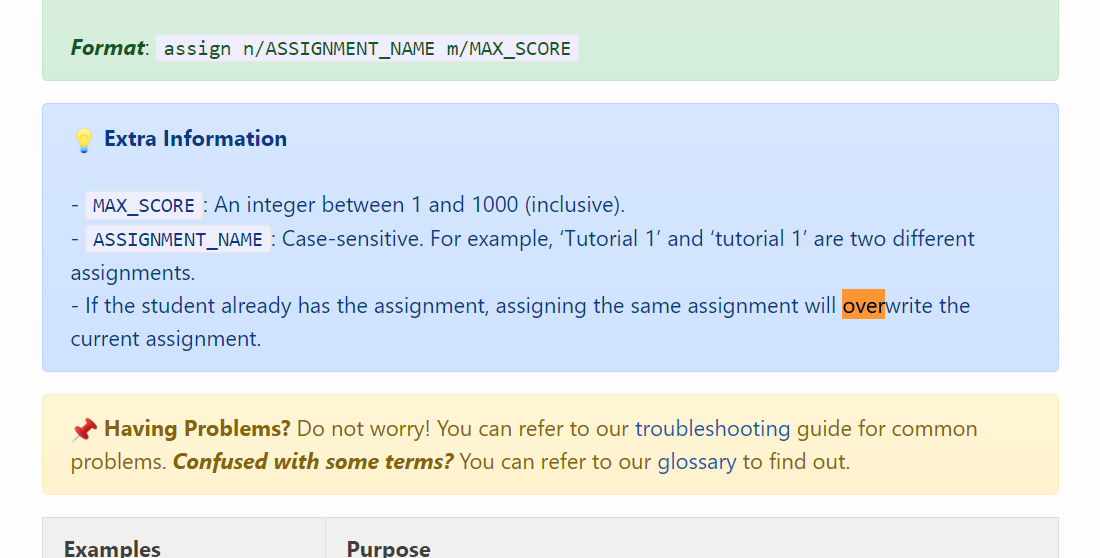 Format: assign n/ASSIGNMENT_NAME m/MAX_SCORE
Extra Information
- MAX_SCORE: An integer between 1 and 1000 (inclusive).
- ASSIGNMENT_NAME: Case-sensitive. For example, ‘Tutorial 1’ and ‘tutorial 1’ are two different
assignments.
- If the student already has the assignment, assigning the same assignment will overwrite the
current assignment.
Having Problems? Do not worry! You can refer to our troubleshooting guide for common
problems. Confused with some terms? You can refer to our glossary to find out.
Examples Purpose